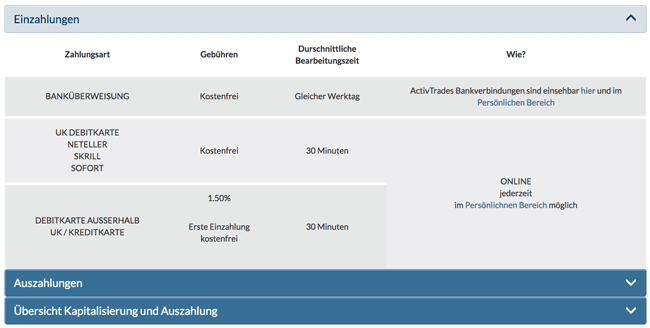 Einzahlungen
Zahlungsart
Gebühren
Durschnittliche
Bearbeitungszeit
Wie?
BANKÜBERWEISUNG
Kostenfrei
Gleicher Werktag
ActivTrades Bankverbindungen sind einsehbar hier und im
Persönlichen Bereich
UK DEBITKARTE
NETELLER
SKRILL
SOFORT
Kostenfrei
30 Minuten
ONLINE
jederzeit
im Persönlichnen Bereich möglich
DEBITKARTE AUSSERHALB
UK / KREDITKARTE
1.50%
Erste Einzahlung
kostenfrei
30 Minuten
Auszahlungen
Übersicht Kapitalisierung und Auszahlung